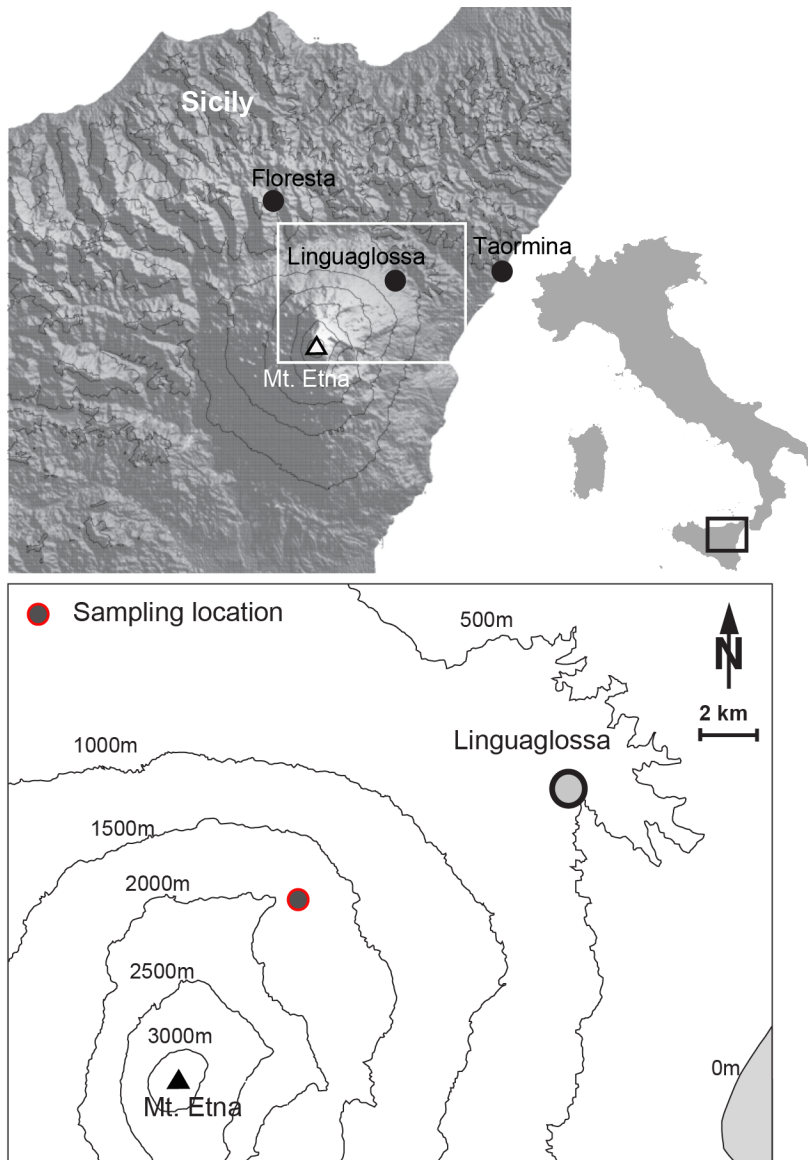 Sicily
Floresta
Linguaglossa
Taormina
Mt. Etna
Sampling location
500m
N
2 km
Linguaglossa
1000m
1500m
2000m
2500m
3000m
Mt. Etna
0m